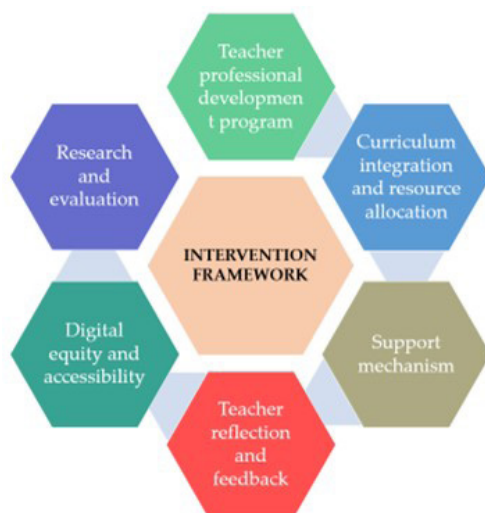 Teacher
professional
developmen
t program
Curriculum
integration
and resource
allocation
Research
and
evaluation
INTERVENTION
FRAMEWORK
Digital
equity and
accessibility
Support
mechanism
Teacher
reflection
and
feedback